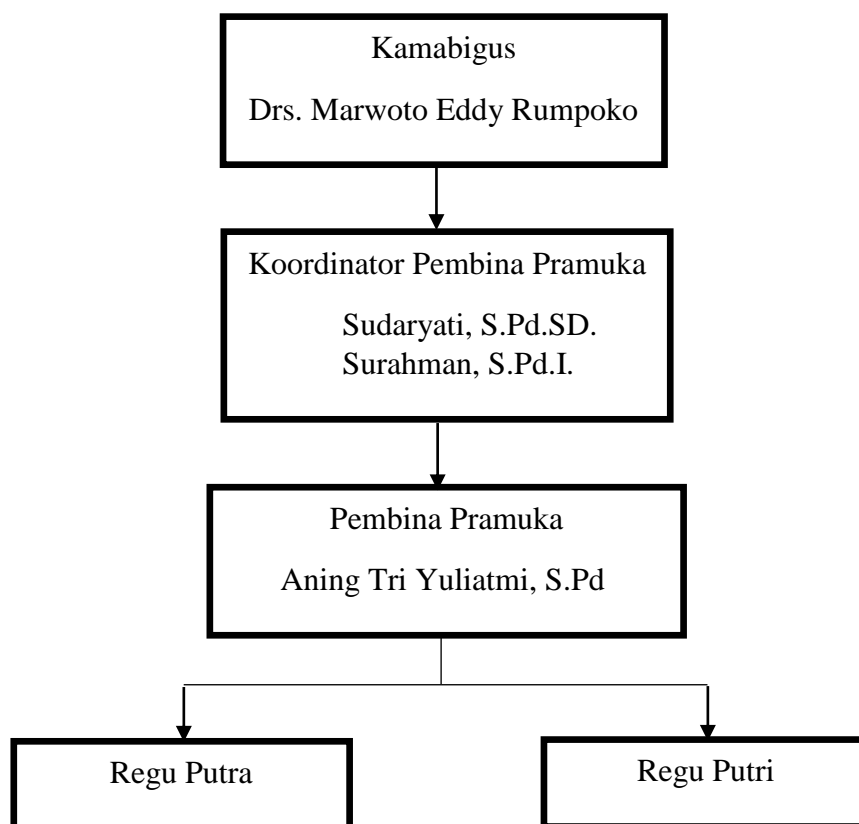 Kamabigus
Drs. Marwoto Eddy Rumpoko
Koordinator Pembina Pramuka
Sudaryati, S.Pd.SD.
Surahman, S.Pd.I.
Pembina Pramuka
Aning Tri Yuliatmi, S.Pd
Regu Putra
Regu Putri